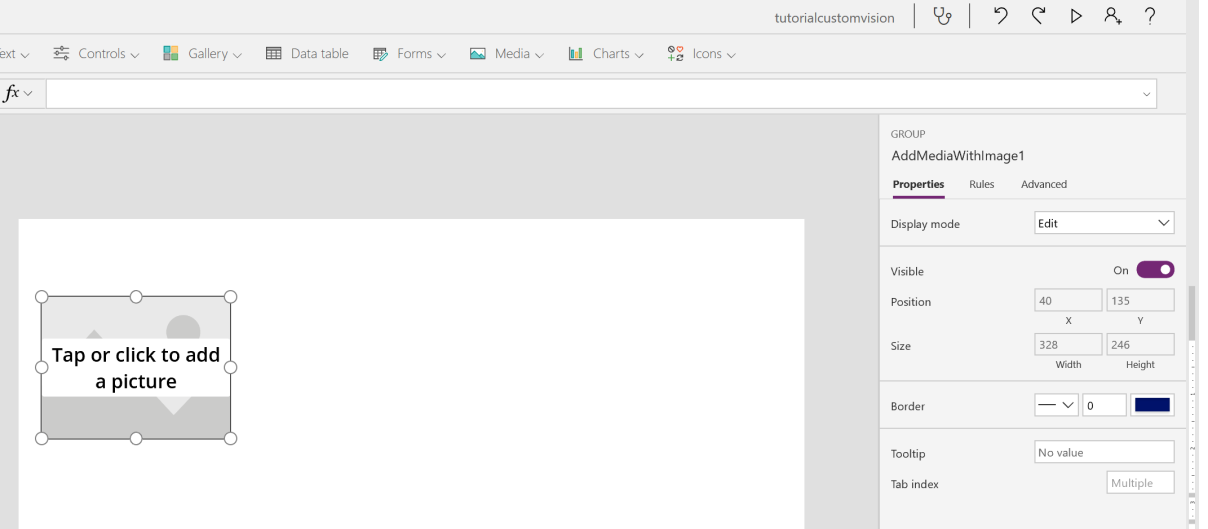 tutorialcustomvision
Controls Gallery Data table Forms Media Charts Icons
fx
GROUP
AddMediaWithImage1
Properties Rules Advanced
Display mode Edit
Visible On
Position 40 135
X Y
Size 328 246
Width Height
Border 0
Tooltip No value
Tab index Multiple
Tap or click to add
a picture